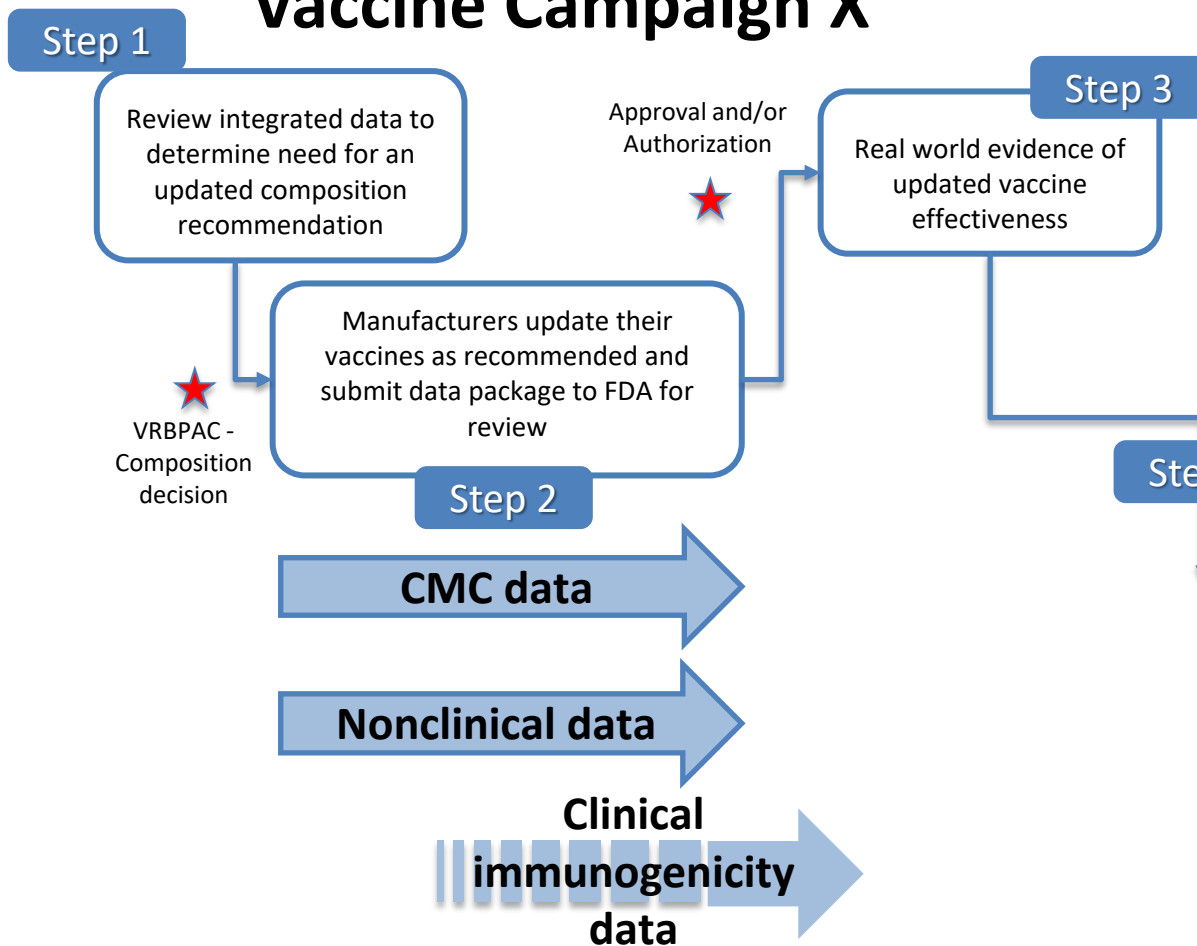 Vaccine Campaign X
Step 1
Review integrated data to
determine need for an
updated composition
recommendation
VRBPAC -
Composition
decision
Manufacturers update their
vaccines as recommended and
submit data package to FDA for
review
Step 2
Approval and/or
Authorization
Step 3
Real world evidence of
updated vaccine
effectiveness
CMC data
Nonclinical data
Clinical
immunogenicity
data